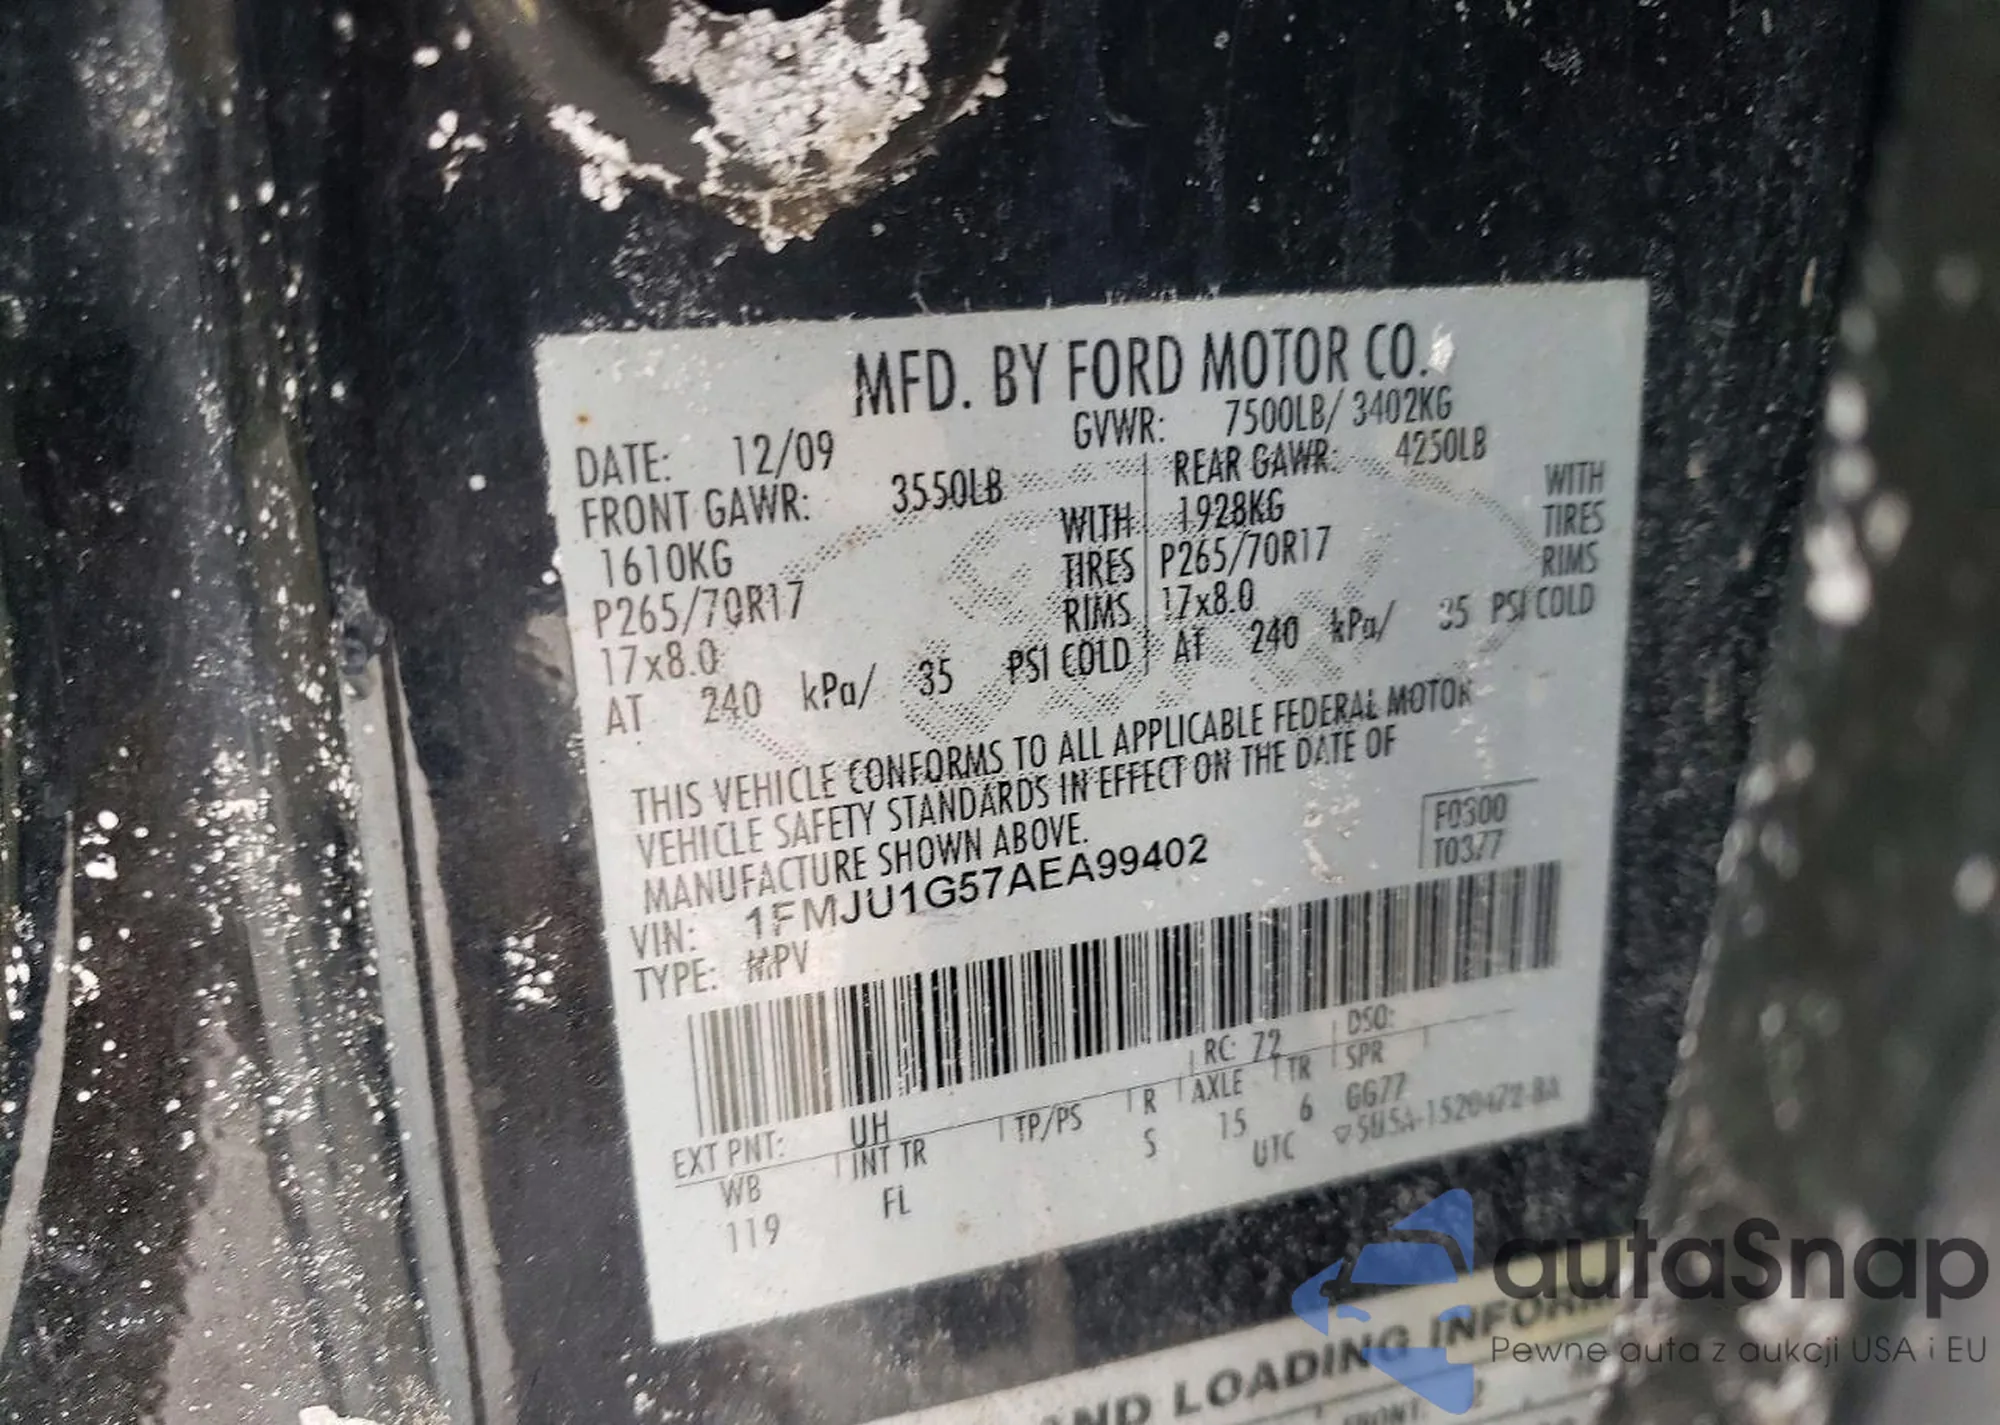 MFD. BY FORD MOTOR CO.
DATE: 12/09 GVWR: 7500LB/ 3402KG
FRONT GAWR: 3550LB REAR GAWR: 4250LB
1610KG WITH 1928KG WITH
P265/70R17 TIRES P265/70R17 TIRES
17x8.0 RIMS 17x8.0 RIMS
AT 240 kPa/ 35 PSI COLD AT 240 kPa/ 35 PSI COLD
THIS VEHICLE CONFORMS TO ALL APPLICABLE FEDERAL MOTOR
VEHICLE SAFETY STANDARDS IN EFFECT ON THE DATE OF
MANUFACTURE SHOWN ABOVE.
F0300
T0377
VIN: 1FMJU1G57AEA99402
TYPE: MPV
EXT PNT: UH RC: 72 DSO:
WB INT TR TP/PS R AXLE TR SPR
119 FL S 15 6 GG77
UTC
AND LOADING INFORM
FRONT:
autaSnap
Pewne auta z aukcji USA i EU